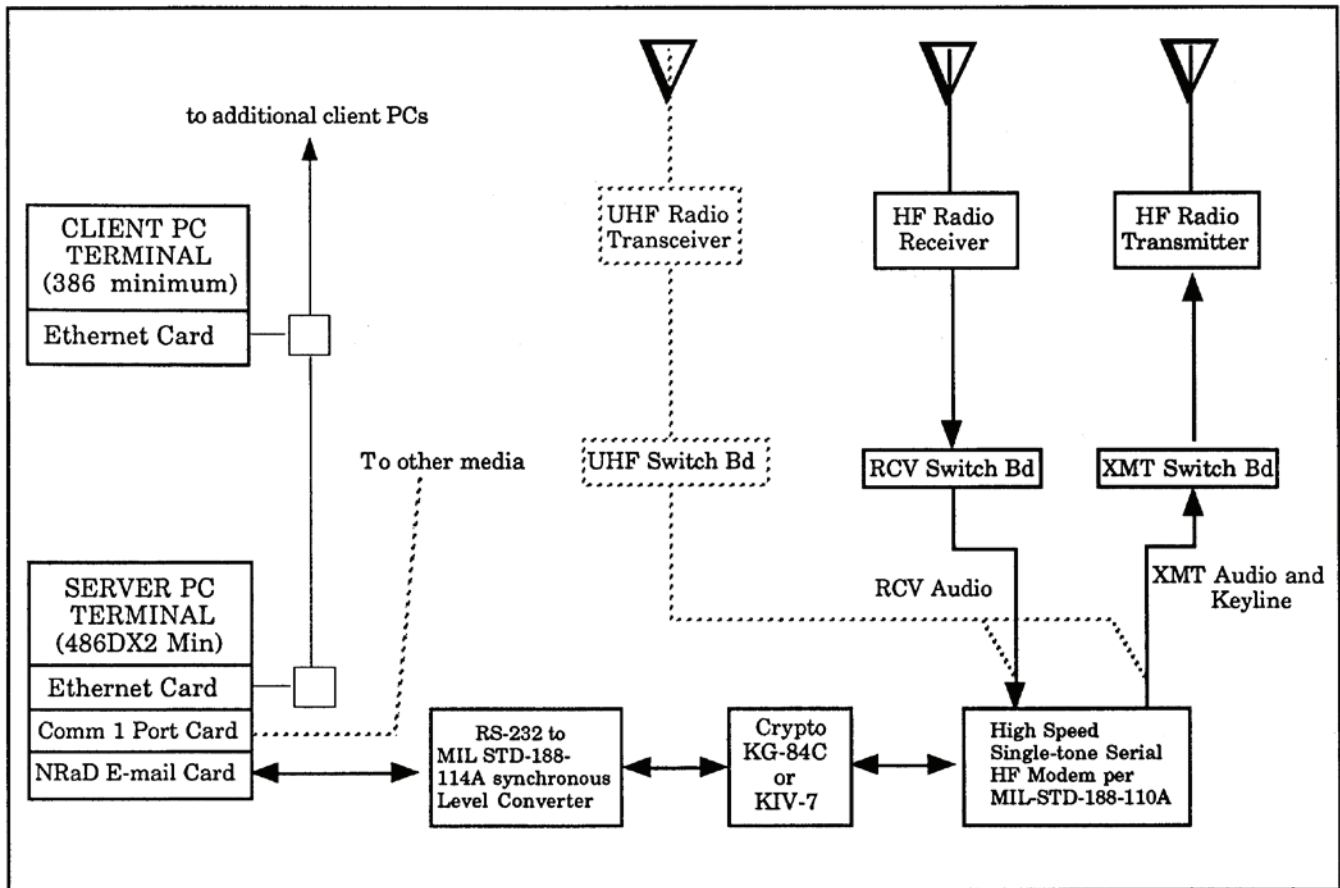 to additional client PCs
CLIENT PC
TERMINAL
(386 minimum)
Ethernet Card
UHF Radio
Transceiver
HF Radio
Receiver
HF Radio
Transmitter
To other media
UHF Switch Bd
RCV Switch Bd
XMT Switch Bd
SERVER PC
TERMINAL
(486DX2 Min)
Ethernet Card
Comm 1 Port Card
NRaD E-mail Card
RCV Audio
XMT Audio and
Keyline
RS-232 to
MIL STD-188-
114A synchronous
Level Converter
Crypto
KG-84C
or
KIV-7
High Speed
Single-tone Serial
HF Modem per
MIL-STD-188-110A